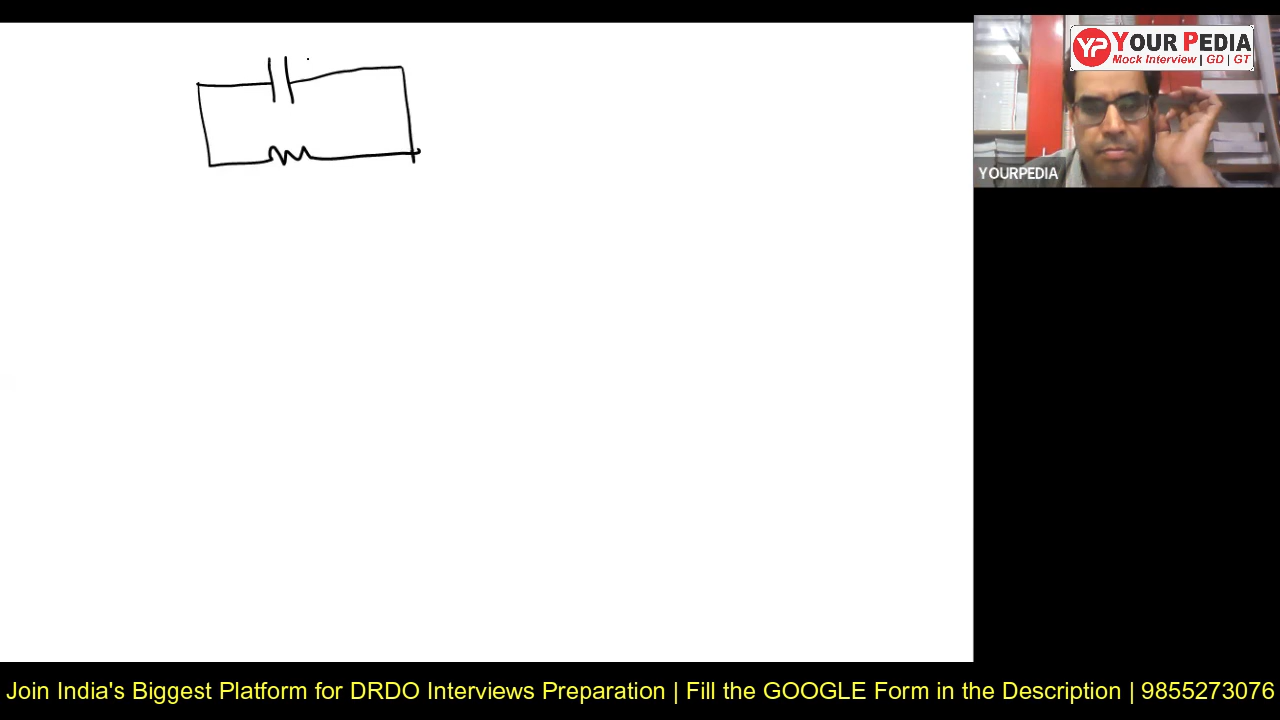 YP YOUR PEDIA
Mock Interview | GD | GT
YOURPEDIA
Join India's Biggest Platform for DRDO Interviews Preparation | Fill the GOOGLE Form in the Description | 9855273076